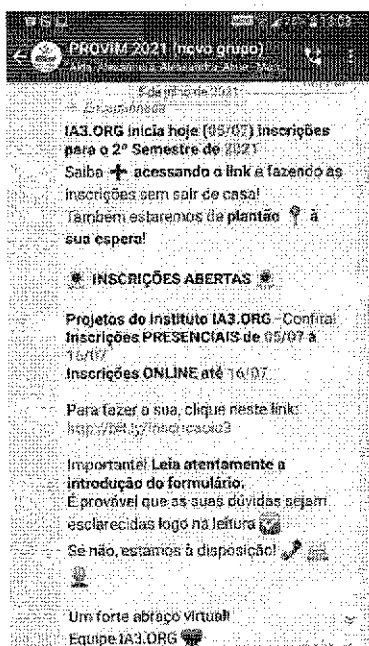 13:03
PROVIM 2021 (novo grupo)
5 de julho de 2021
Encaminhada
IA3.ORG inicia hoje (05/07) inscrições
para o 2º Semestre de 2021
Saiba ➕ acessando o link e fazendo as
inscrições sem sair de casa!
Também estaremos de plantão 📍 à
sua espera!
INSCRIÇÕES ABERTAS
Projetos do Instituto IA3.ORG - Confira!
Inscrições PRESENCIAIS de 05/07 à
Inscrições ONLINE até 16/07
Para fazer a sua, clique neste link:
Importante! Leia atentamente a
introdução do formulário.
É provável que as suas dúvidas sejam
esclarecidas logo na leitura
Se não, estamos à disposição!
Um forte abraço virtual!
Equipe IA3.ORG